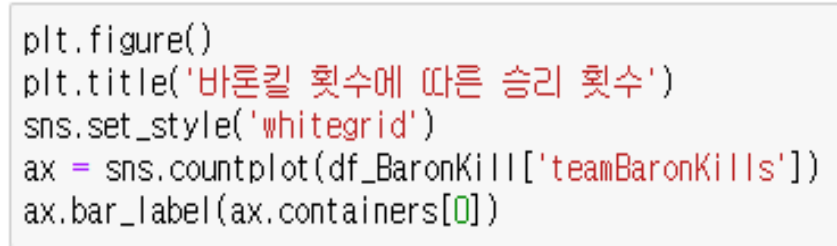 plt.figure()
plt.title('바론킬 횟수에 따른 승리 횟수')
sns.set_style('whitegrid')
ax = sns.countplot(df_BaronKill['teamBaronKills'])
ax.bar_label(ax.containers[0])